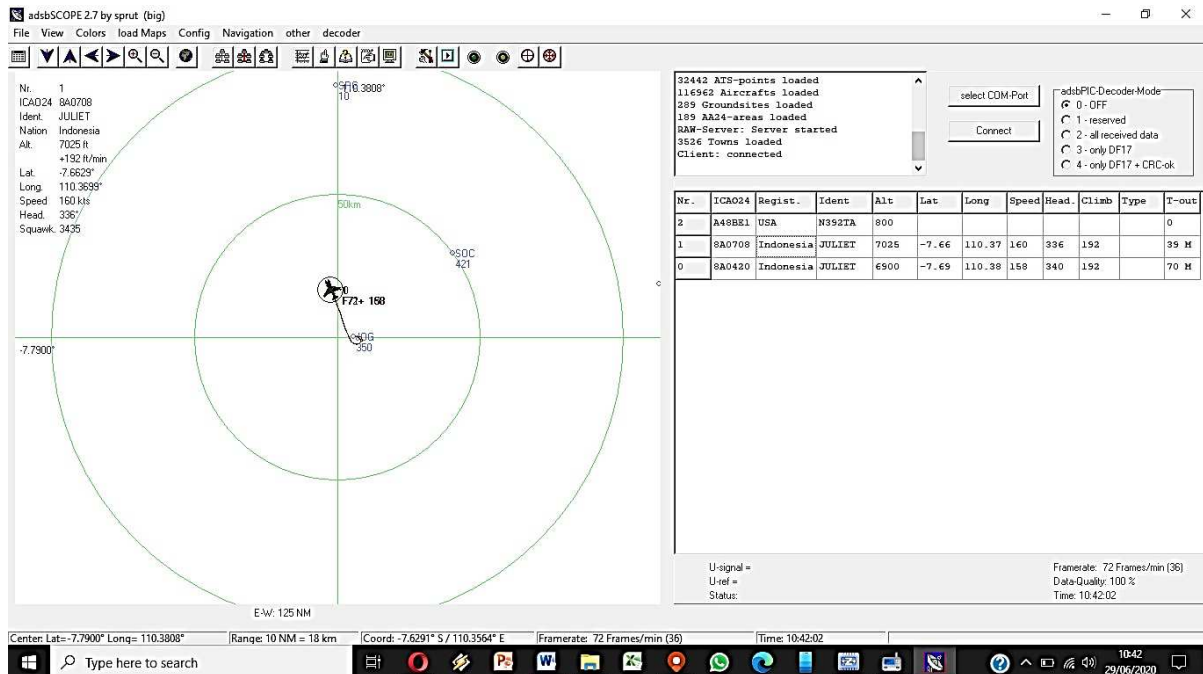 adsbSCOPE 2.7 by sprut (big)
File View Colors load Maps Config Navigation other decoder
Nr. 1
ICAO24 8A0708
Ident. JULIET
Nation Indonesia
Alt. 7025 ft
+192 ft/min
Lat. -7.6629°
Long. 110.3699°
Speed 160 kts
Head. 336°
Squawk. 3435
110.3808°
10
50km
SOC
421
JOG
350
-7.7900°
E-W: 125 NM
32442 ATS-points loaded
116962 Aircrafts loaded
289 Groundsites loaded
189 AA24-areas loaded
RAW-Server: Server started
3526 Towns loaded
Client: connected
select COM-Port
Connect
adsbPIC-Decoder-Mode
0 - OFF
1 - reserved
2 - all received data
3 - only DF17
4 - only DF17 + CRC-ok
Nr. ICAO24 Regist. Ident Alt Lat Long Speed Head. Climb Type T-out
2 A48BE1 USA N392TA 800 0
1 8A0708 Indonesia JULIET 7025 -7.66 110.37 160 336 192 39 M
0 8A0420 Indonesia JULIET 6900 -7.69 110.38 158 340 192 70 M
U-signal =
U-ref =
Status:
Framerate: 72 Frames/min (36)
Data-Quality: 100 %
Time: 10:42:02
Center: Lat=-7.7900° Long= 110.3808° Range: 10 NM = 18 km Coord: -7.6291° S / 110.3564° E Framerate: 72 Frames/min (36) Time: 10:42:02
Type here to search
10:42
29/06/2020